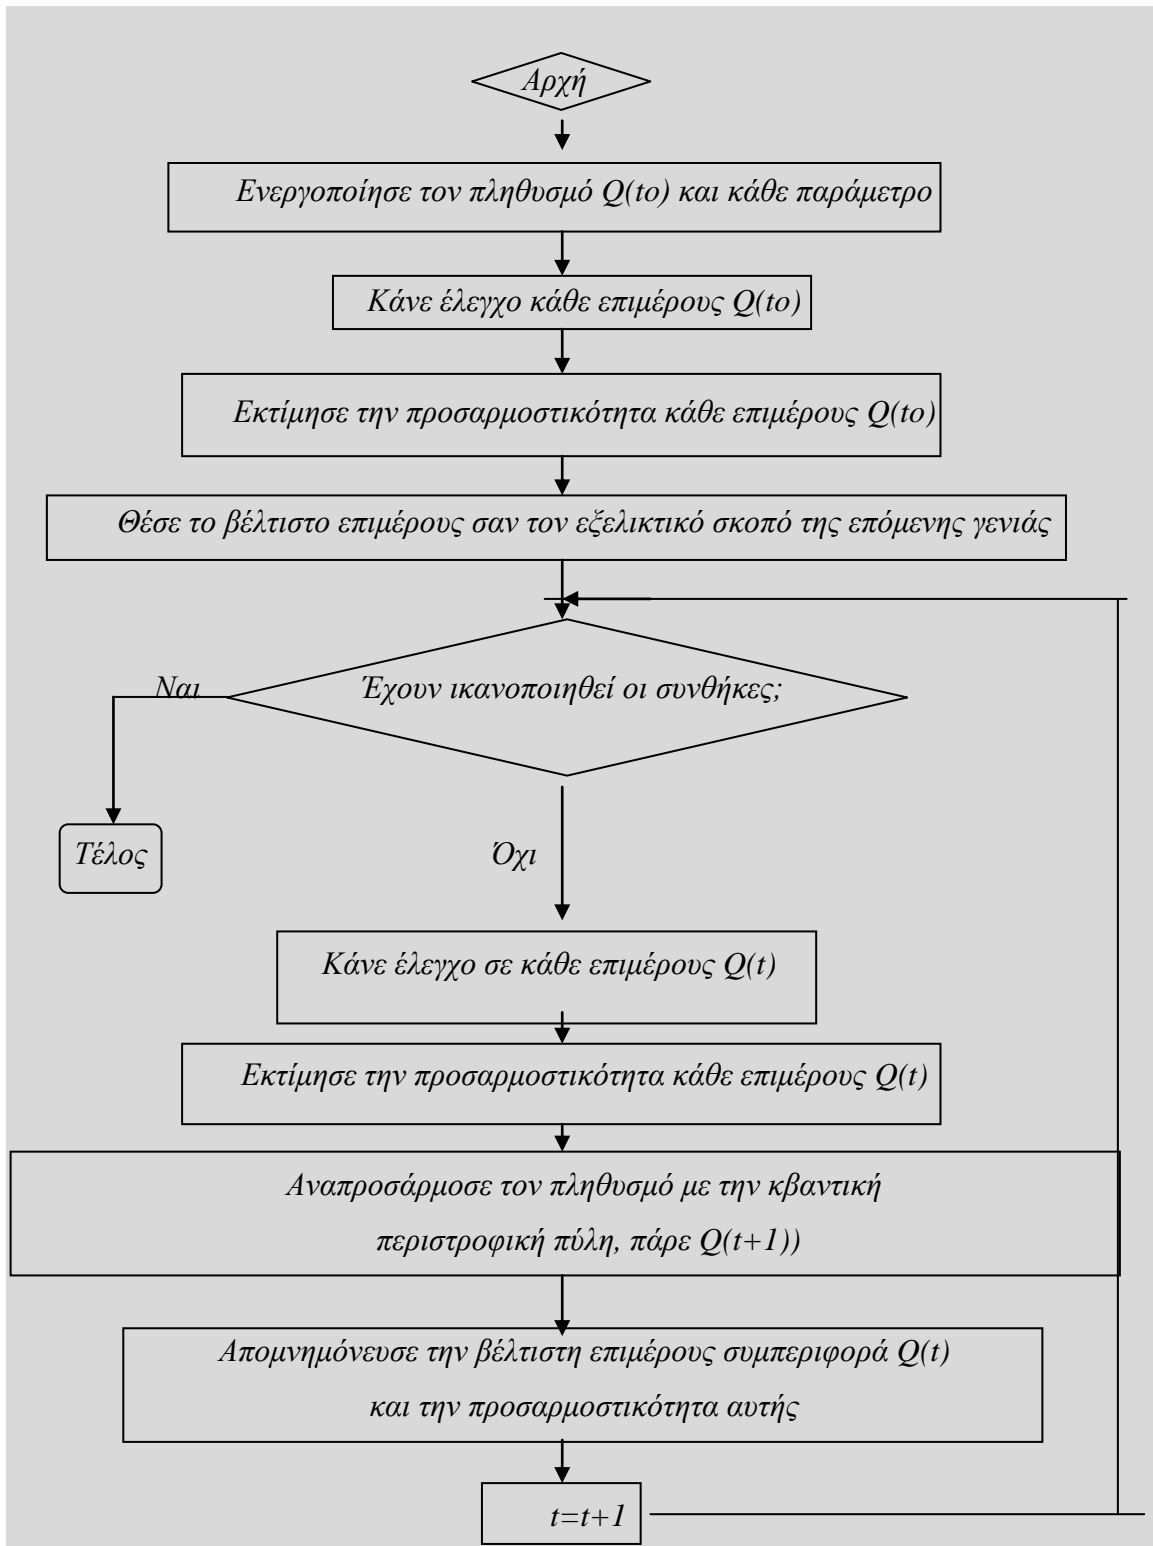 Αρχή
Ενεργοποίησε τον πληθυσμό Q(to) και κάθε παράμετρο
Κάνε έλεγχο κάθε επιμέρους Q(to)
Εκτίμησε την προσαρμοστικότητα κάθε επιμέρους Q(to)
Θέσε το βέλτιστο επιμέρους σαν τον εξελικτικό σκοπό της επόμενης γενιάς
Ναι
Έχουν ικανοποιηθεί οι συνθήκες;
Τέλος
Όχι
Κάνε έλεγχο σε κάθε επιμέρους Q(t)
Εκτίμησε την προσαρμοστικότητα κάθε επιμέρους Q(t)
Αναπροσάρμοσε τον πληθυσμό με την κβαντική
περιστροφική πύλη, πάρε Q(t+1))
Απομνημόνευσε την βέλτιστη επιμέρους συμπεριφορά Q(t)
και την προσαρμοστικότητα αυτής
t=t+1